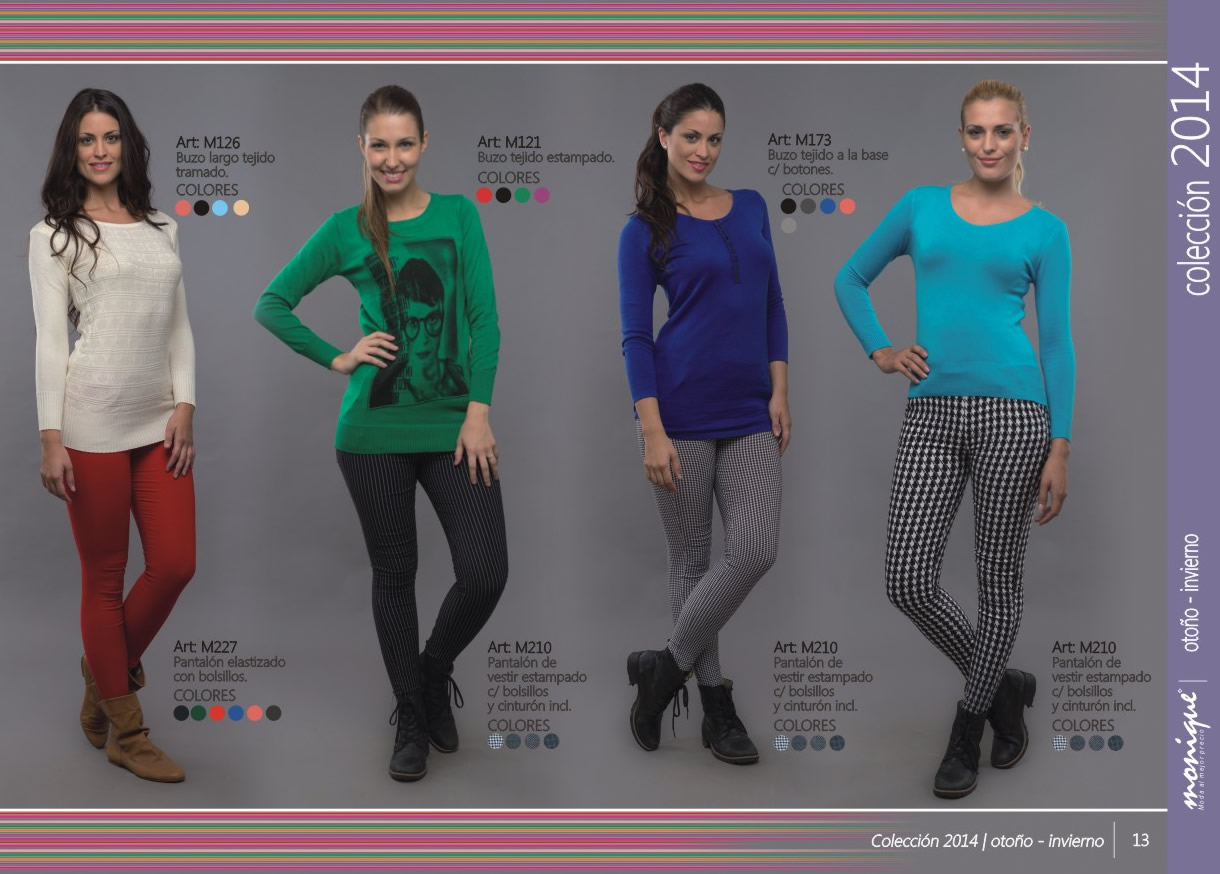 Art: M126
Buzo largo tejido
tramado.
COLORES
Art: M121
Buzo tejido estampado.
COLORES
Art: M173
Buzo tejido a la base
c/ botones.
COLORES
Art: M227
Pantalón elastizado
con bolsillos.
COLORES
Art: M210
Pantalón de
vestir estampado
c/ bolsillos
y cinturón incl.
COLORES
Art: M210
Pantalón de
vestir estampado
c/ bolsillos
y cinturón incl.
COLORES
Art: M210
Pantalón de
vestir estampado
c/ bolsillos
y cinturón incl.
COLORES
colección 2014
otoño - invierno
monique
Moda al mejor precio
Colección 2014 | otoño - invierno 13